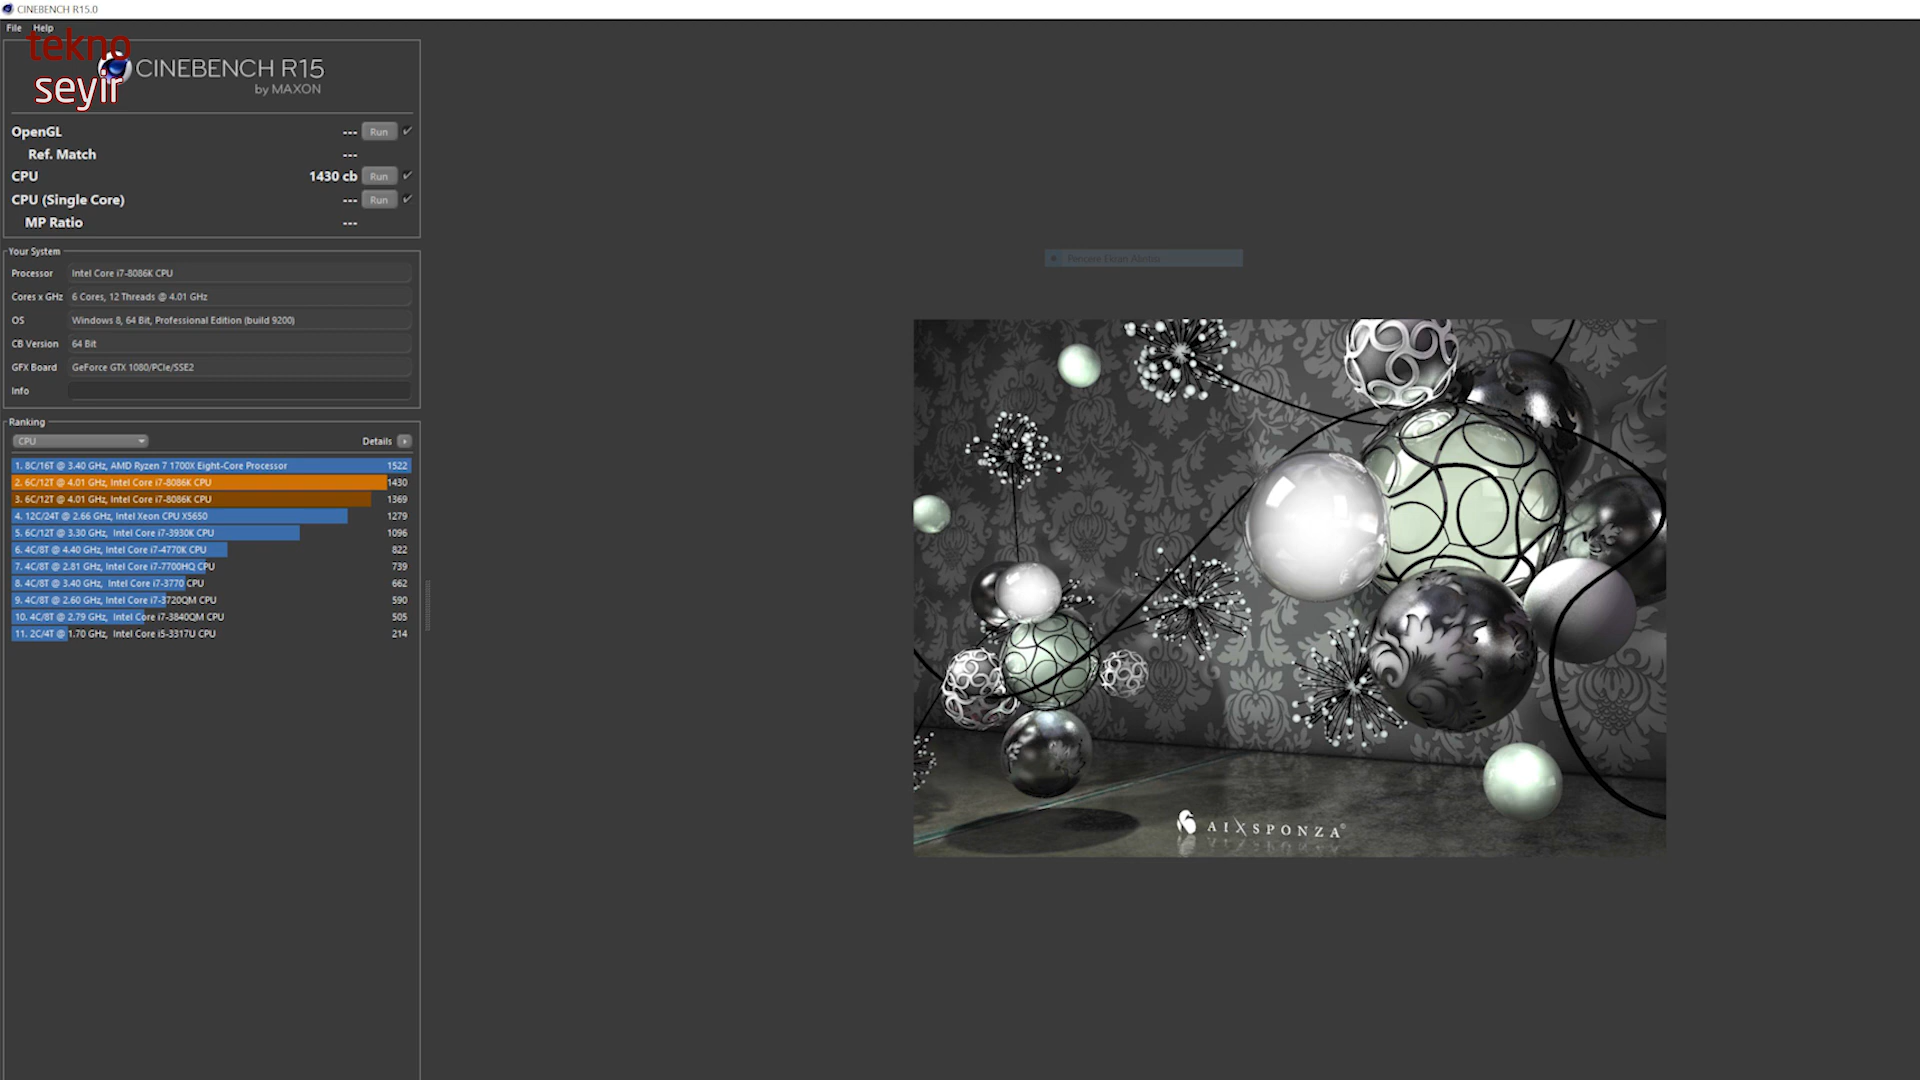 CINEBENCH R15.0
File Help
tekno
seyir
CINEBENCH R15
by MAXON
OpenGL --- Run
Ref. Match ---
CPU 1430 cb Run
CPU (Single Core) --- Run
MP Ratio ---
Your System
Processor Intel Core i7-8086K CPU
Cores x GHz 6 Cores, 12 Threads @ 4.01 GHz
OS Windows 8, 64 Bit, Professional Edition (build 9200)
CB Version 64 Bit
GFX Board GeForce GTX 1080/PCIe/SSE2
Info
Ranking
CPU Details
1. 8C/16T @ 3.40 GHz, AMD Ryzen 7 1700X Eight-Core Processor 1522
2. 6C/12T @ 4.01 GHz, Intel Core i7-8086K CPU 1430
3. 6C/12T @ 4.01 GHz, Intel Core i7-8086K CPU 1369
4. 12C/24T @ 2.66 GHz, Intel Xeon CPU X5650 1279
5. 6C/12T @ 3.30 GHz, Intel Core i7-3930K CPU 1096
6. 4C/8T @ 4.40 GHz, Intel Core i7-4770K CPU 822
7. 4C/8T @ 2.81 GHz, Intel Core i7-7700HQ CPU 739
8. 4C/8T @ 3.40 GHz, Intel Core i7-3770 CPU 662
9. 4C/8T @ 2.60 GHz, Intel Core i7-3720QM CPU 590
10. 4C/8T @ 2.79 GHz, Intel Core i7-3840QM CPU 505
11. 2C/4T @ 1.70 GHz, Intel Core i5-3317U CPU 214
Pencere Ekran Alıntısı
AIXSPONZA©